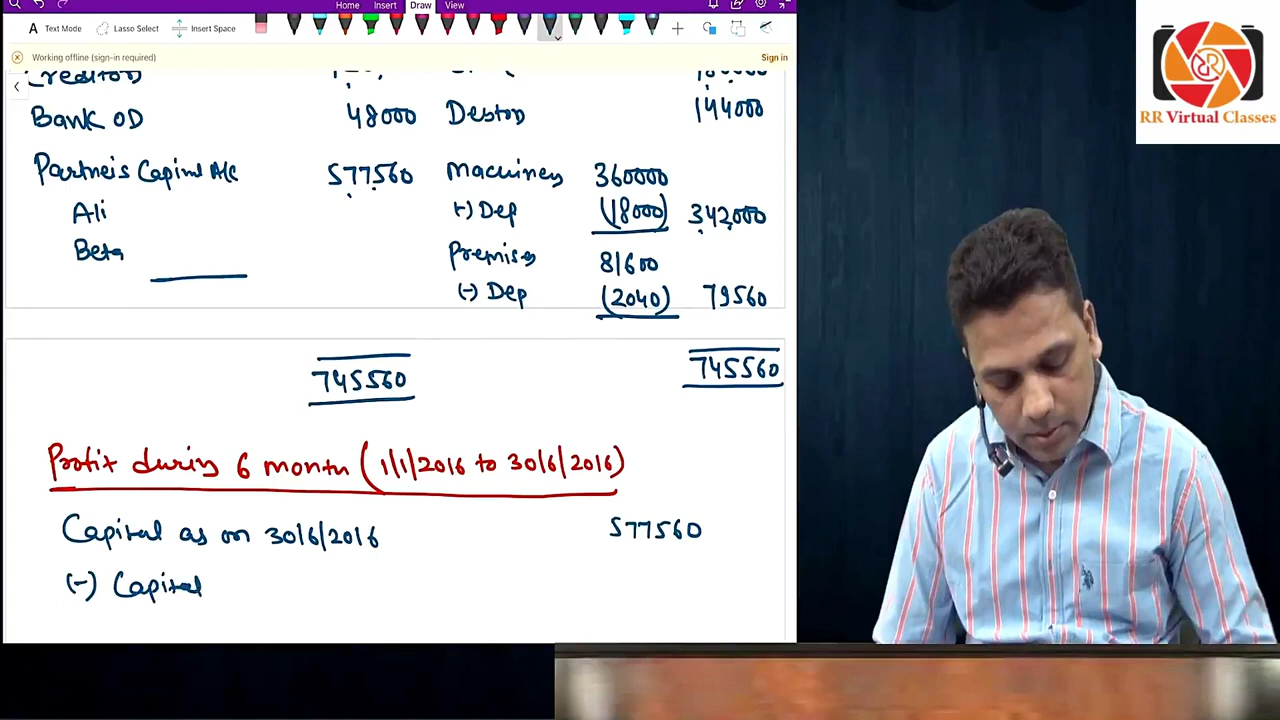 Home Insert Draw View
Text Mode Lasso Select Insert Space
Working offline (sign-in required) Sign in
Creditors
Bank OD 48000 Debtor 144000
Partner's Capital A/c 577560 Machinery 360000
Ali (-) Dep (18000) 342000
Beta Premises 81600
(-) Dep (2040) 79560
745560 745560
Profit during 6 month (1/1/2016 to 30/6/2016)
Capital as on 30/6/2016 577560
(-) Capital
RR Virtual Classes